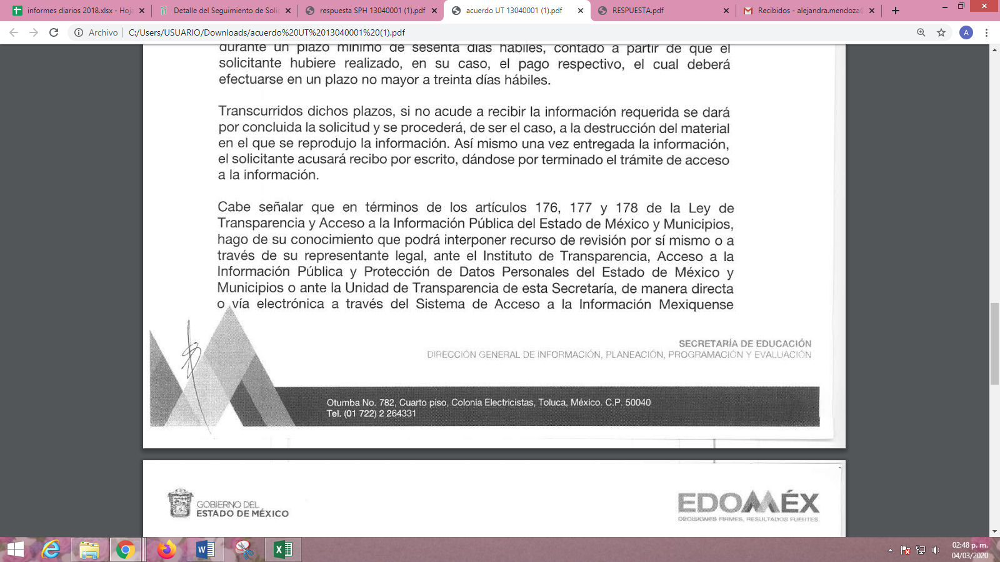 informes diarios 2018.xlsx - Hoja
Detalle del Seguimiento de Solic
respuesta SPH 13040001 (1).pdf
acuerdo UT 13040001 (1).pdf
RESPUESTA.pdf
Recibidos - alejandra.mendoza
Archivo
C:/Users/USUARIO/Downloads/acuerdo%20UT%2013040001%20(1).pdf
A
durante un plazo mínimo de sesenta días hábiles, contado a partir de que el
solicitante hubiere realizado, en su caso, el pago respectivo, el cual deberá
efectuarse en un plazo no mayor a treinta días hábiles.
Transcurridos dichos plazos, si no acude a recibir la información requerida se dará
por concluida la solicitud y se procederá, de ser el caso, a la destrucción del material
en el que se reprodujo la información. Así mismo una vez entregada la información,
el solicitante acusará recibo por escrito, dándose por terminado el trámite de acceso
a la información.
Cabe señalar que en términos de los artículos 176, 177 y 178 de la Ley de
Transparencia y Acceso a la Información Pública del Estado de México y Municipios,
hago de su conocimiento que podrá interponer recurso de revisión por sí mismo o a
través de su representante legal, ante el Instituto de Transparencia, Acceso a la
Información Pública y Protección de Datos Personales del Estado de México y
Municipios o ante la Unidad de Transparencia de esta Secretaría, de manera directa
o vía electrónica a través del Sistema de Acceso a la Información Mexiquense
SECRETARÍA DE EDUCACIÓN
DIRECCIÓN GENERAL DE INFORMACIÓN, PLANEACIÓN, PROGRAMACIÓN Y EVALUACIÓN
Otumba No. 782, Cuarto piso, Colonia Electricistas, Toluca, México. C.P. 50040
Tel. (01 722) 2 264331
GOBIERNO DEL
ESTADO DE MÉXICO
EDOMÉX
DECISIONES FIRMES, RESULTADOS FUERTES.
02:48 p. m.
04/03/2020